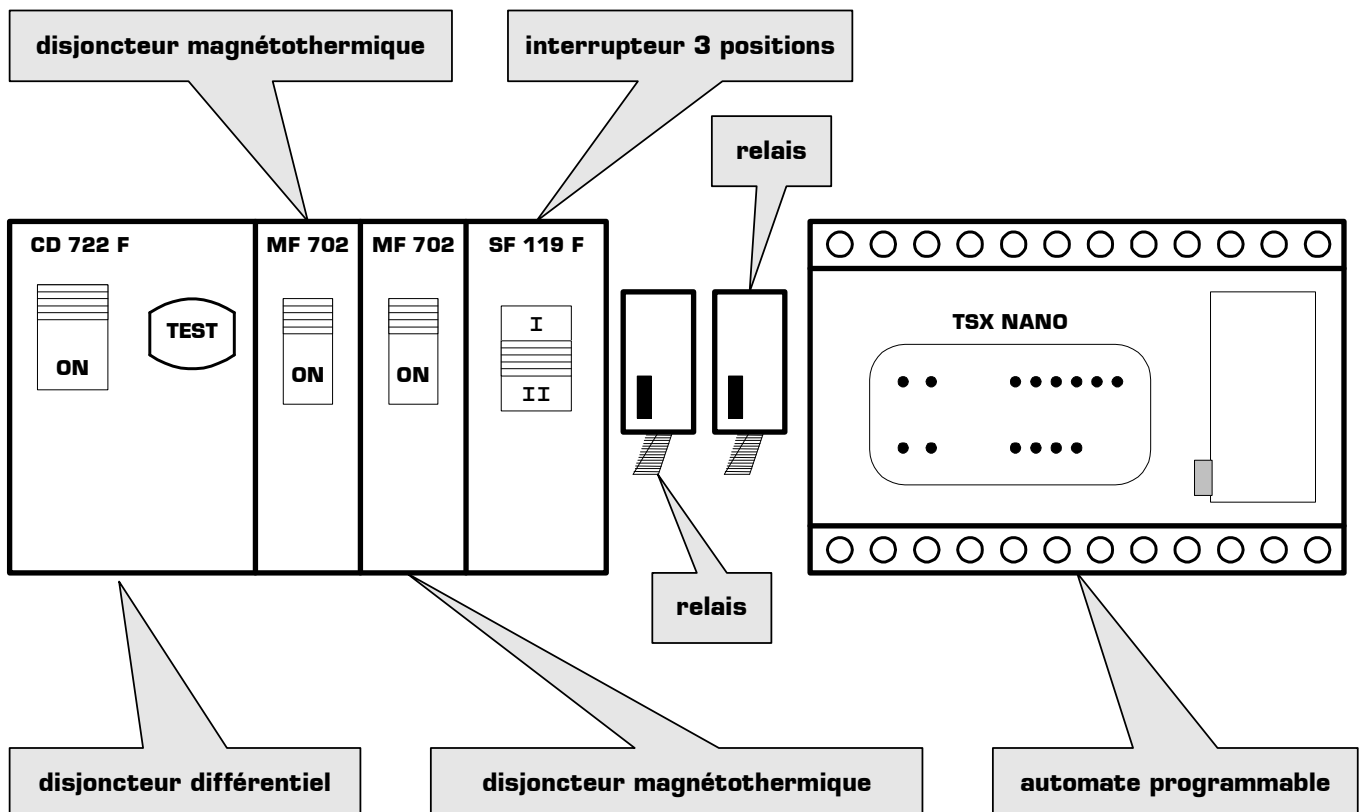 disjoncteur magnétothermique
interrupteur 3 positions
relais
CD 722 F
MF 702
MF 702
SF 119 F
TEST
ON
ON
ON
I
II
TSX NANO
relais
disjoncteur différentiel
disjoncteur magnétothermique
automate programmable